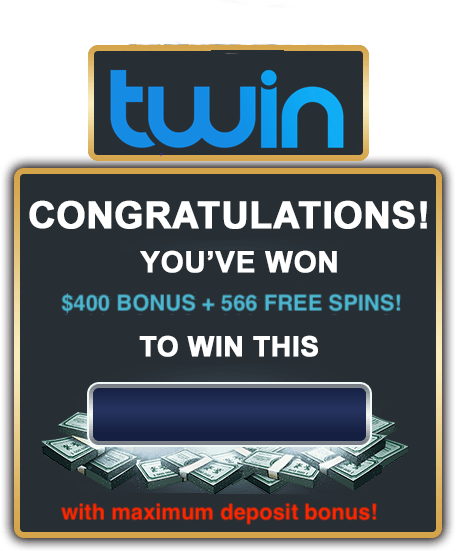 twin
CONGRATULATIONS!
YOU’VE WON
$400 BONUS + 566 FREE SPINS!
TO WIN THIS
with maximum deposit bonus!